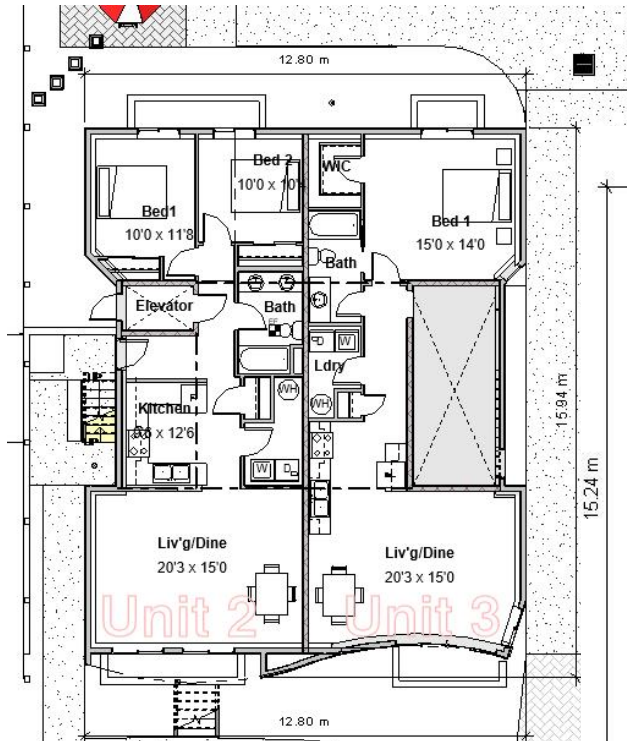 12.80 m
Bed 2
10'0 x 10'
WIC
Bed1
10'0 x 11'8
Bed 1
15'0 x 14'0
Bath
Elevator
Bath
15.94 m
Ldry
D
W
WH
WH
Kitchen
x 12'6
15.24 m
W
D
Liv'g/Dine
20'3 x 15'0
Liv'g/Dine
20'3 x 15'0
Unit 2
Unit 3
12.80 m